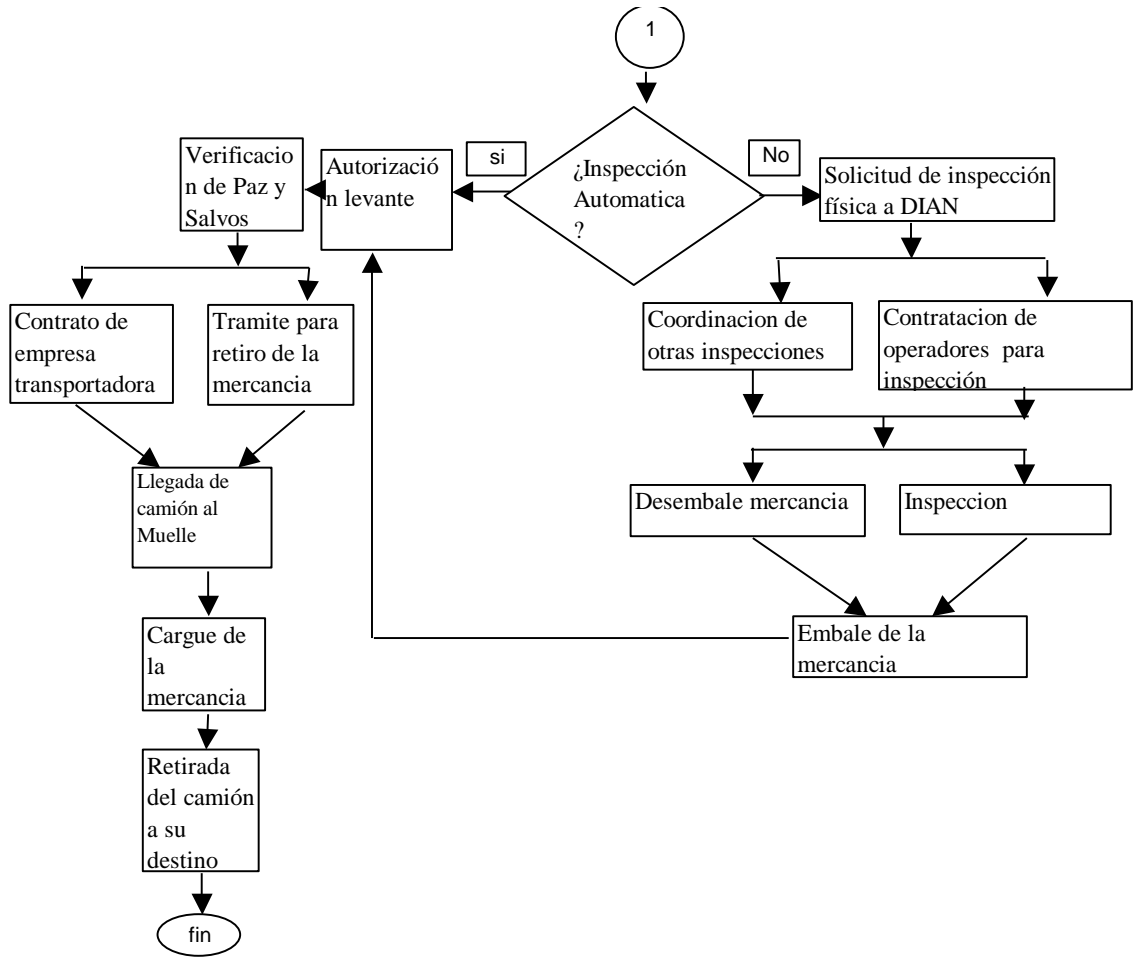 1
¿Inspección
Automatica
?
si
No
Verificacio
n de Paz y
Salvos
Autorizació
n levante
Solicitud de inspección
física a DIAN
Contrato de
empresa
transportadora
Tramite para
retiro de la
mercancia
Coordinacion de
otras inspecciones
Contratacion de
operadores para
inspección
Llegada de
camión al
Muelle
Desembale mercancia
Inspeccion
Cargue de
la
mercancia
Embale de la
mercancia
Retirada
del camión
a su
destino
fin